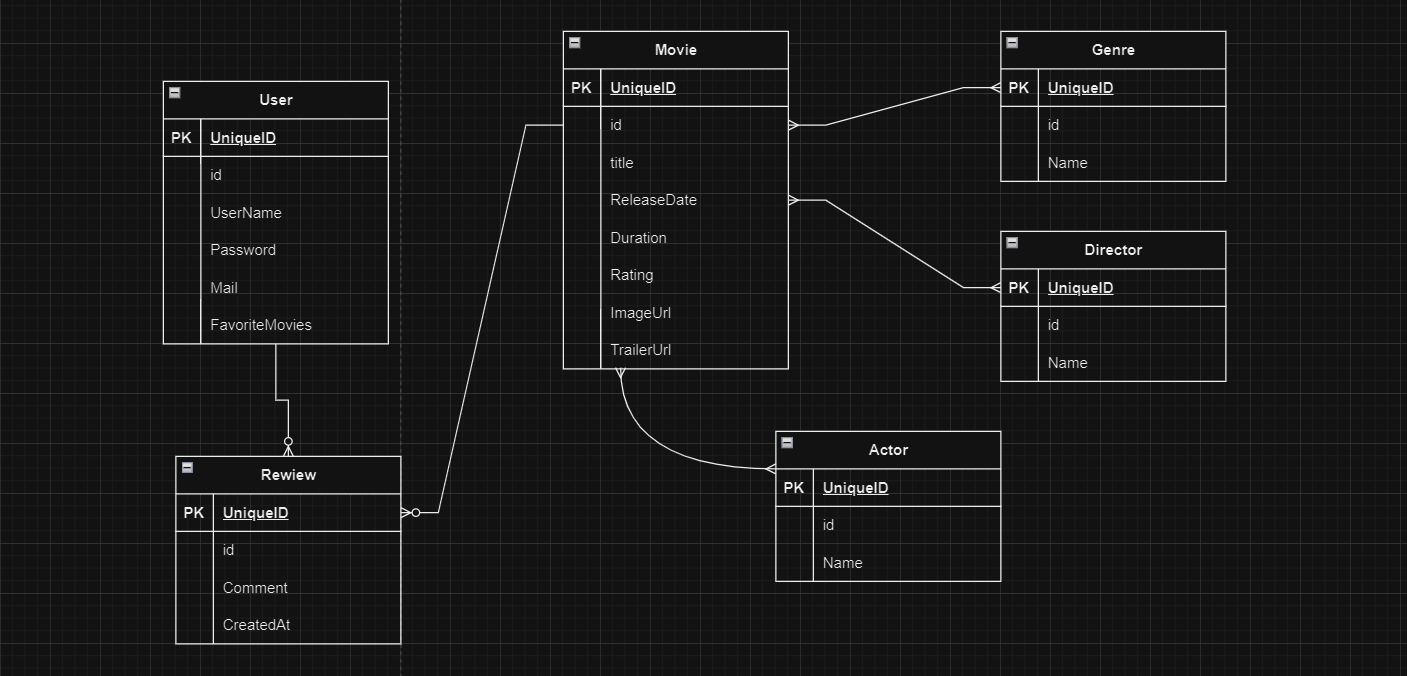 User
PK UniqueID
id
UserName
Password
Mail
FavoriteMovies
Rewiew
PK UniqueID
id
Comment
CreatedAt
Movie
PK UniqueID
id
title
ReleaseDate
Duration
Rating
ImageUrl
TrailerUrl
Genre
PK UniqueID
id
Name
Director
PK UniqueID
id
Name
Actor
PK UniqueID
id
Name